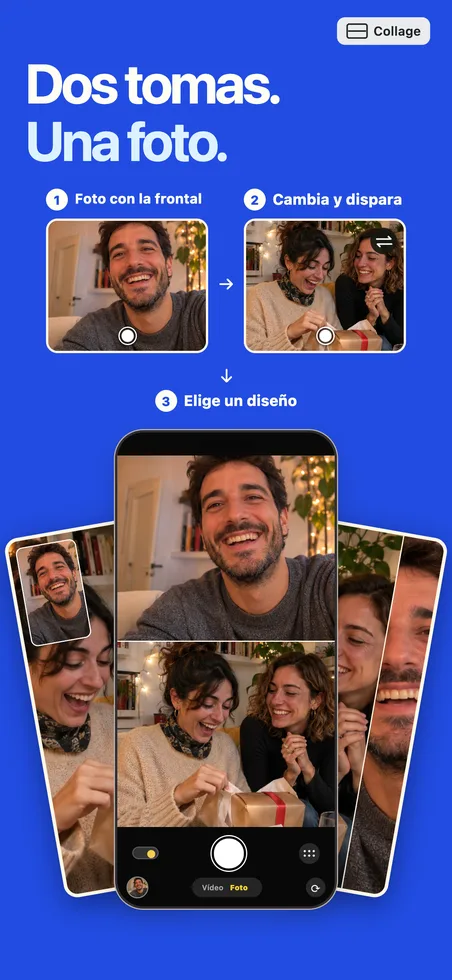 Collage
Dos tomas.
Una foto.
1 Foto con la frontal
2 Cambia y dispara
3 Elige un diseño
Vídeo Foto